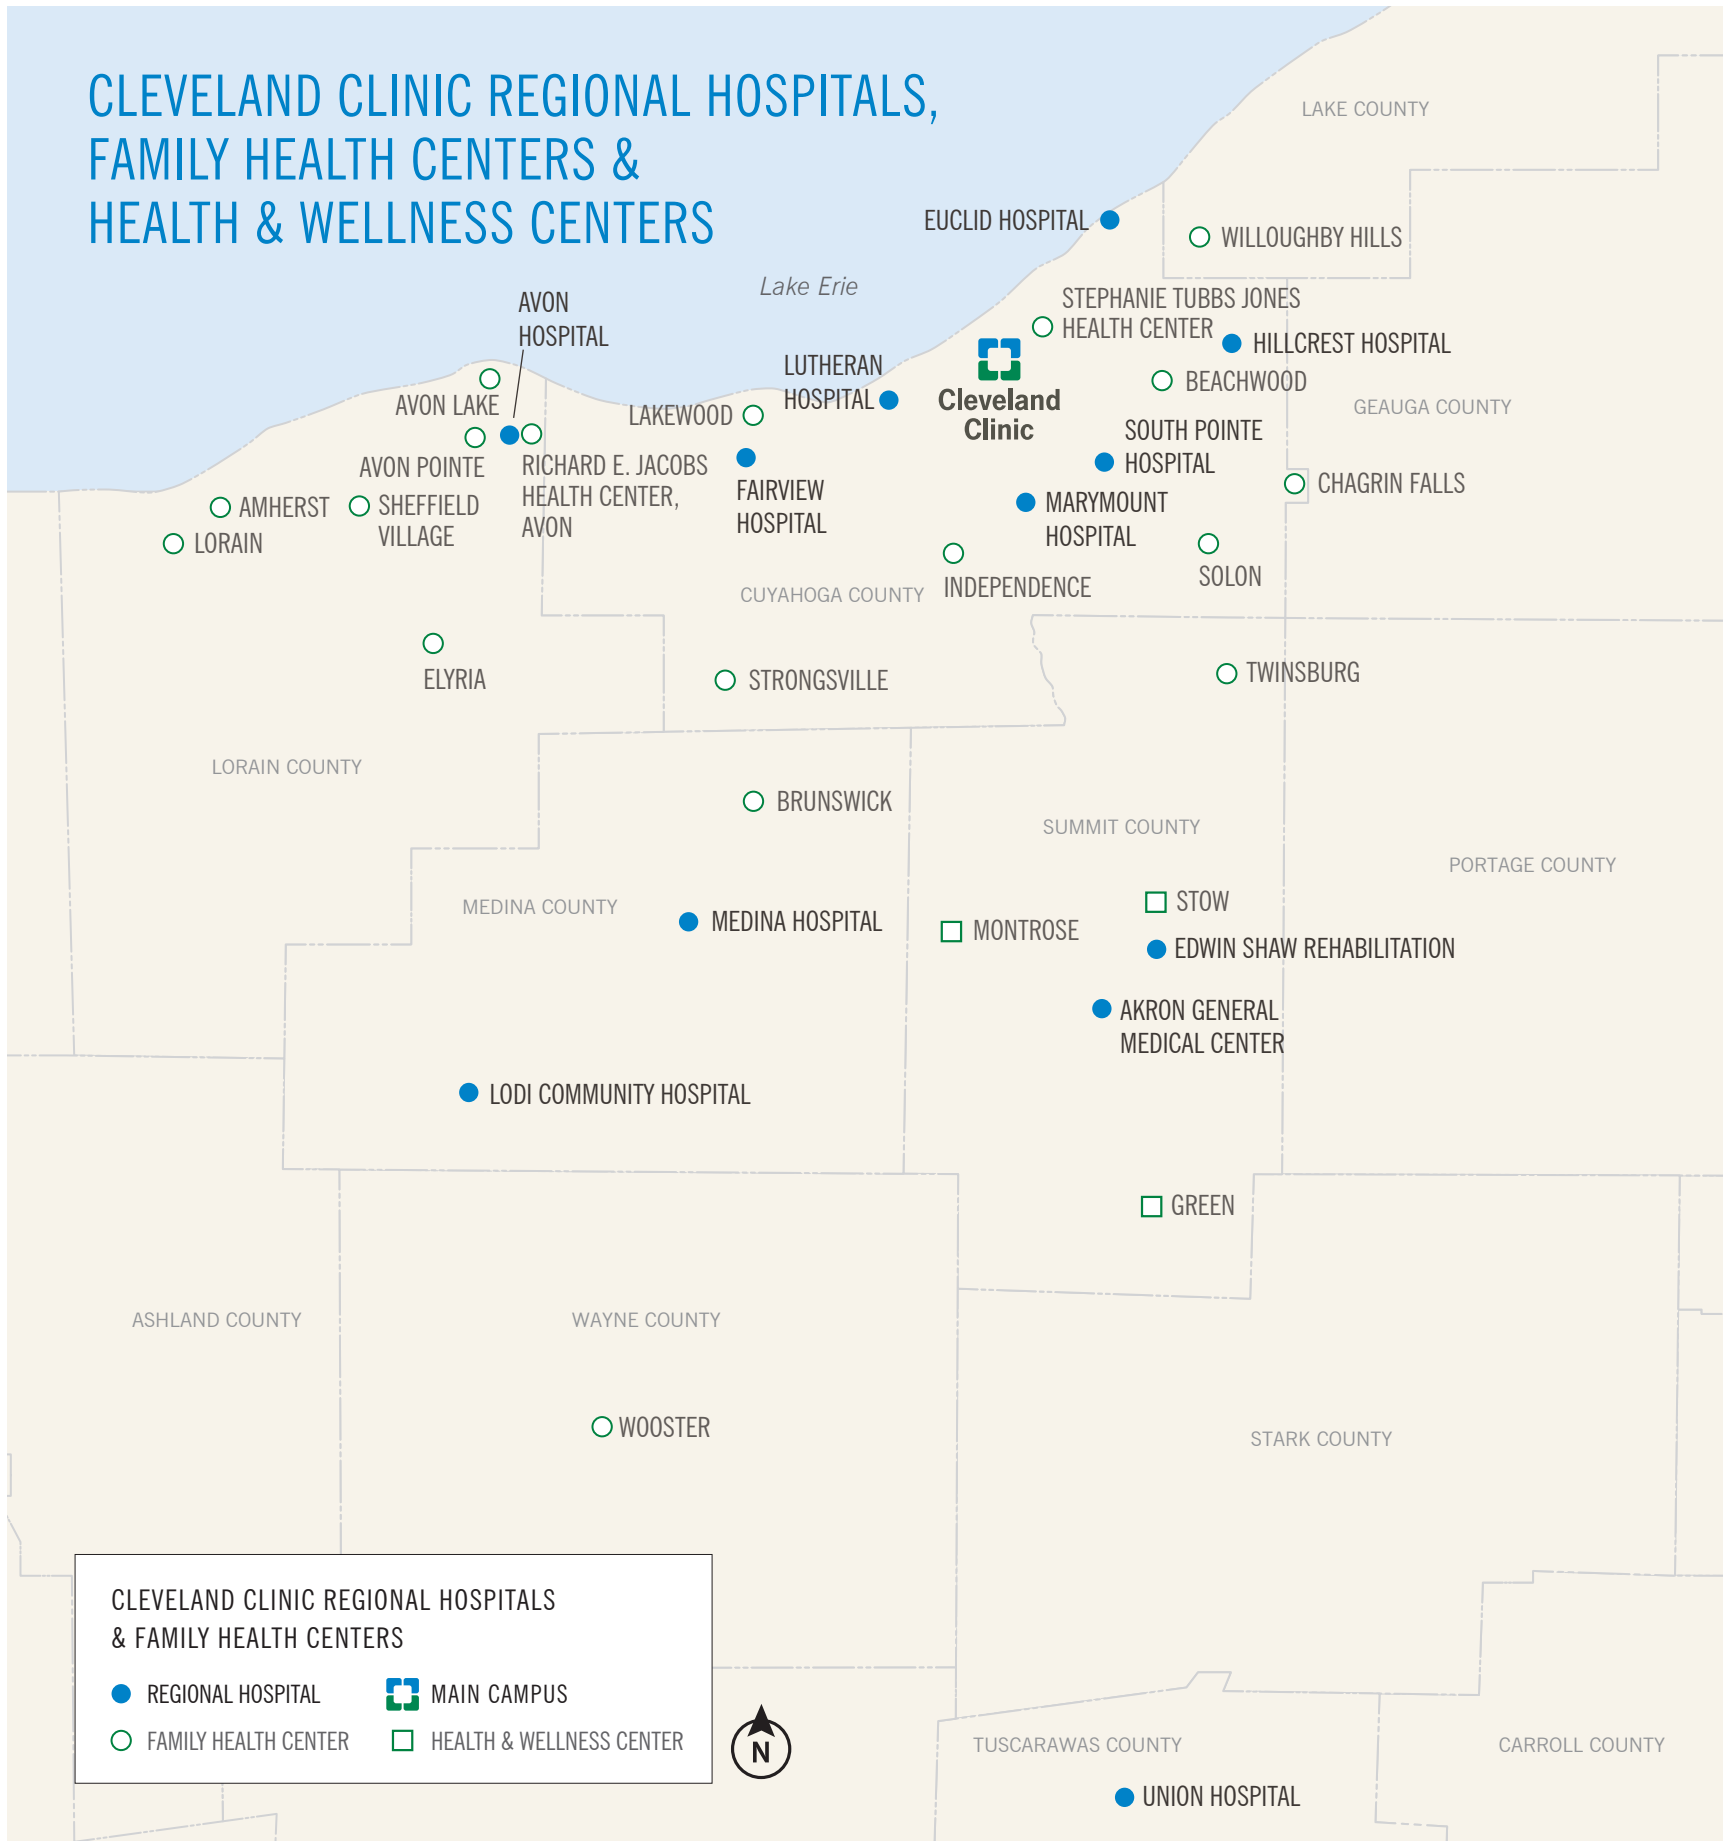 CLEVELAND CLINIC REGIONAL HOSPITALS,
FAMILY HEALTH CENTERS &
HEALTH & WELLNESS CENTERS
LAKE COUNTY
EUCLID HOSPITAL
WILLOUGHBY HILLS
Lake Erie
AVON
HOSPITAL
STEPHANIE TUBBS JONES
HEALTH CENTER
HILLCREST HOSPITAL
LUTHERAN
HOSPITAL
Cleveland
Clinic
BEACHWOOD
GEAUGA COUNTY
AVON LAKE
LAKEWOOD
SOUTH POINTE
HOSPITAL
AVON POINTE
RICHARD E. JACOBS
HEALTH CENTER,
AVON
FAIRVIEW
HOSPITAL
CHAGRIN FALLS
MARYMOUNT
HOSPITAL
AMHERST
SHEFFIELD
VILLAGE
LORAIN
SOLON
INDEPENDENCE
CUYAHOGA COUNTY
ELYRIA
STRONGSVILLE
TWINSBURG
LORAIN COUNTY
BRUNSWICK
SUMMIT COUNTY
PORTAGE COUNTY
MEDINA COUNTY
MEDINA HOSPITAL
MONTROSE
STOW
EDWIN SHAW REHABILITATION
AKRON GENERAL
MEDICAL CENTER
LODI COMMUNITY HOSPITAL
GREEN
ASHLAND COUNTY
WAYNE COUNTY
WOOSTER
STARK COUNTY
CLEVELAND CLINIC REGIONAL HOSPITALS
& FAMILY HEALTH CENTERS
REGIONAL HOSPITAL
MAIN CAMPUS
FAMILY HEALTH CENTER
HEALTH & WELLNESS CENTER
N
TUSCARAWAS COUNTY
CARROLL COUNTY
UNION HOSPITAL